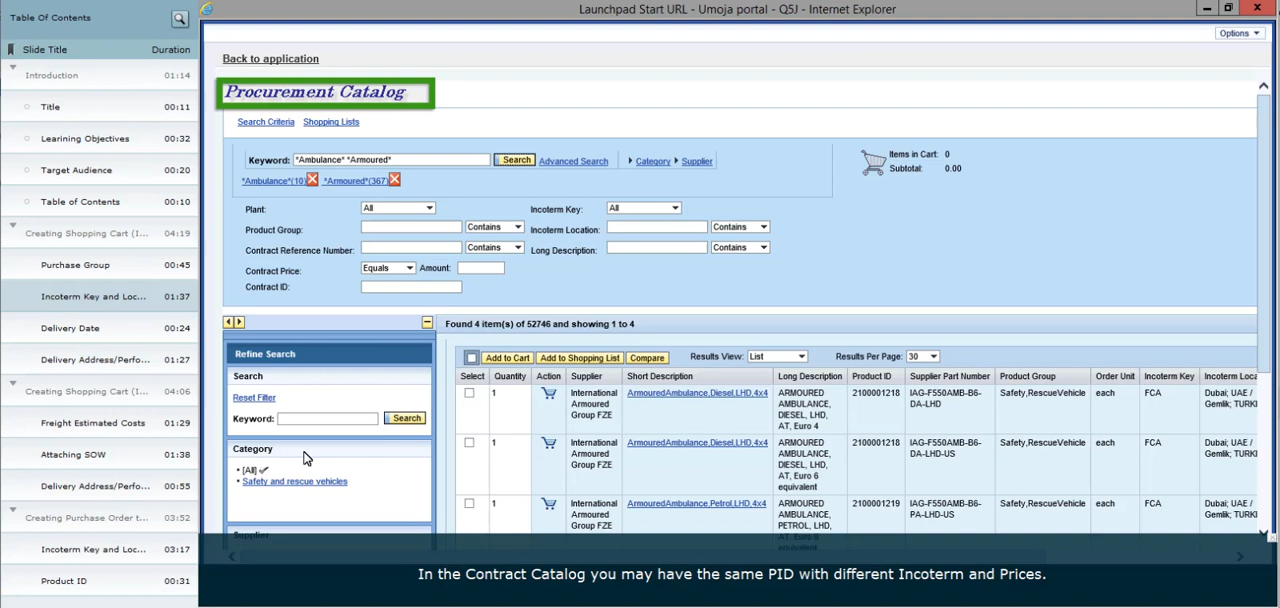 Table Of Contents
Launchpad Start URL - Umoja portal - Q5J - Internet Explorer
Slide Title Duration
Options
Introduction 01:14
Title 00:11
Learining Objectives 00:32
Target Audience 00:20
Table of Contents 00:10
Creating Shopping Cart (I... 04:19
Purchase Group 00:45
Incoterm Key and Loc... 01:37
Delivery Date 00:24
Delivery Address/Perfo... 01:27
Creating Shopping Cart (I... 04:06
Freight Estimated Costs 01:29
Attaching SOW 01:38
Delivery Address/Perfo... 00:55
Creating Purchase Order t... 03:52
Incoterm Key and Loc... 03:17
Product ID 00:31
Back to application
Procurement Catalog
Search Criteria Shopping Lists
Keyword: *Ambulance* *Armoured* Search Advanced Search Category Supplier
*Ambulance*(10) *Armoured*(367)
Items in Cart: 0
Subtotal: 0.00
Plant: All Incoterm Key: All
Product Group: Contains Incoterm Location: Contains
Contract Reference Number: Contains Long Description: Contains
Contract Price: Equals Amount:
Contract ID:
Found 4 item(s) of 52746 and showing 1 to 4
Refine Search
Search
Reset Filter
Keyword: Search
Category
[All]
Safety and rescue vehicles
Supplier
Add to Cart Add to Shopping List Compare Results View: List Results Per Page: 30
Select Quantity Action Supplier Short Description Long Description Product ID Supplier Part Number Product Group Order Unit Incoterm Key Incoterm Loca
1 International Armoured Group FZE ArmouredAmbulance,Diesel,LHD,4x4 ARMOURED AMBULANCE, DIESEL, LHD, AT, Euro 4 2100001218 IAG-F550AMB-B6-DA-LHD Safety,RescueVehicle each FCA Dubai; UAE / Gemlik; TURKI
1 International Armoured Group FZE ArmouredAmbulance,Diesel,LHD,4x4 ARMOURED AMBULANCE, DIESEL, LHD, AT, Euro 6 equivalent 2100001218 IAG-F550AMB-B6-DA-LHD-US Safety,RescueVehicle each FCA Dubai; UAE / Gemlik; TURKI
1 International Armoured Group FZE ArmouredAmbulance,Petrol,LHD,4x4 ARMOURED AMBULANCE, PETROL, LHD, AT, Euro 6 equivalent 2100001219 IAG-F550AMB-B6-PA-LHD-US Safety,RescueVehicle each FCA Dubai; UAE / Gemlik; TURKI
In the Contract Catalog you may have the same PID with different Incoterm and Prices.